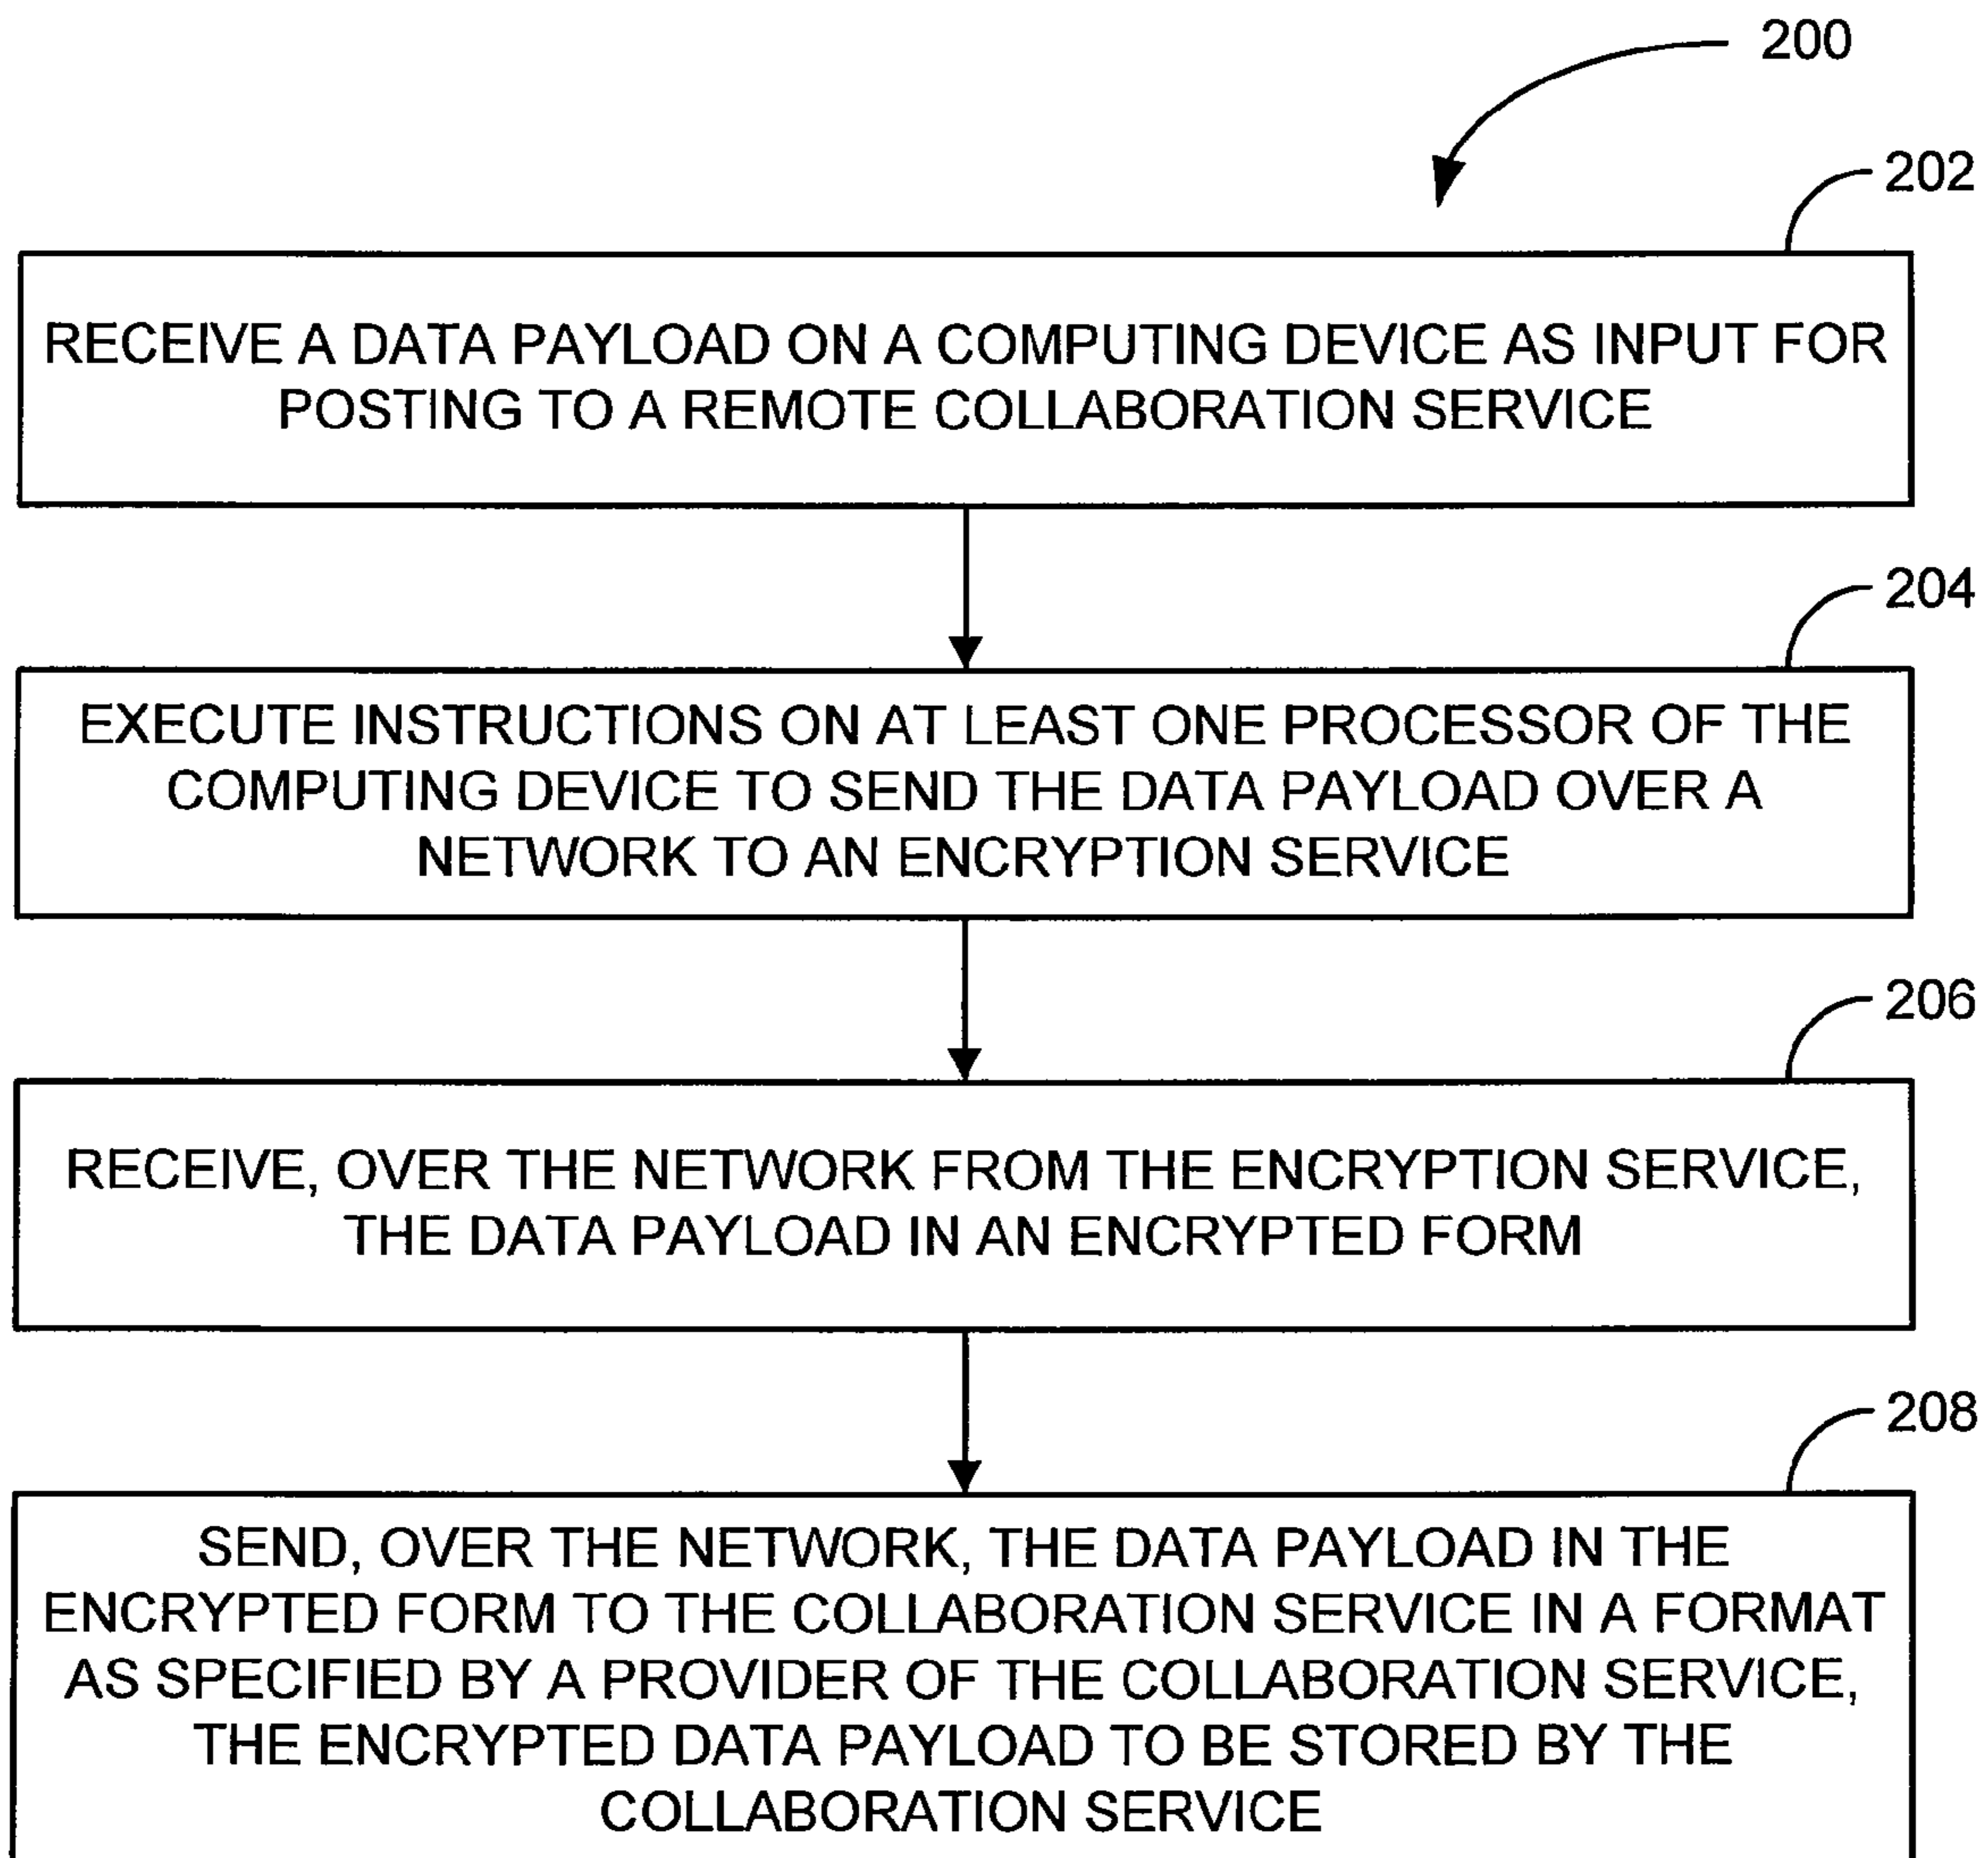 200
202
RECEIVE A DATA PAYLOAD ON A COMPUTING DEVICE AS INPUT FOR
POSTING TO A REMOTE COLLABORATION SERVICE
204
EXECUTE INSTRUCTIONS ON AT LEAST ONE PROCESSOR OF THE
COMPUTING DEVICE TO SEND THE DATA PAYLOAD OVER A
NETWORK TO AN ENCRYPTION SERVICE
206
RECEIVE, OVER THE NETWORK FROM THE ENCRYPTION SERVICE,
THE DATA PAYLOAD IN AN ENCRYPTED FORM
208
SEND, OVER THE NETWORK, THE DATA PAYLOAD IN THE
ENCRYPTED FORM TO THE COLLABORATION SERVICE IN A FORMAT
AS SPECIFIED BY A PROVIDER OF THE COLLABORATION SERVICE,
THE ENCRYPTED DATA PAYLOAD TO BE STORED BY THE
COLLABORATION SERVICE